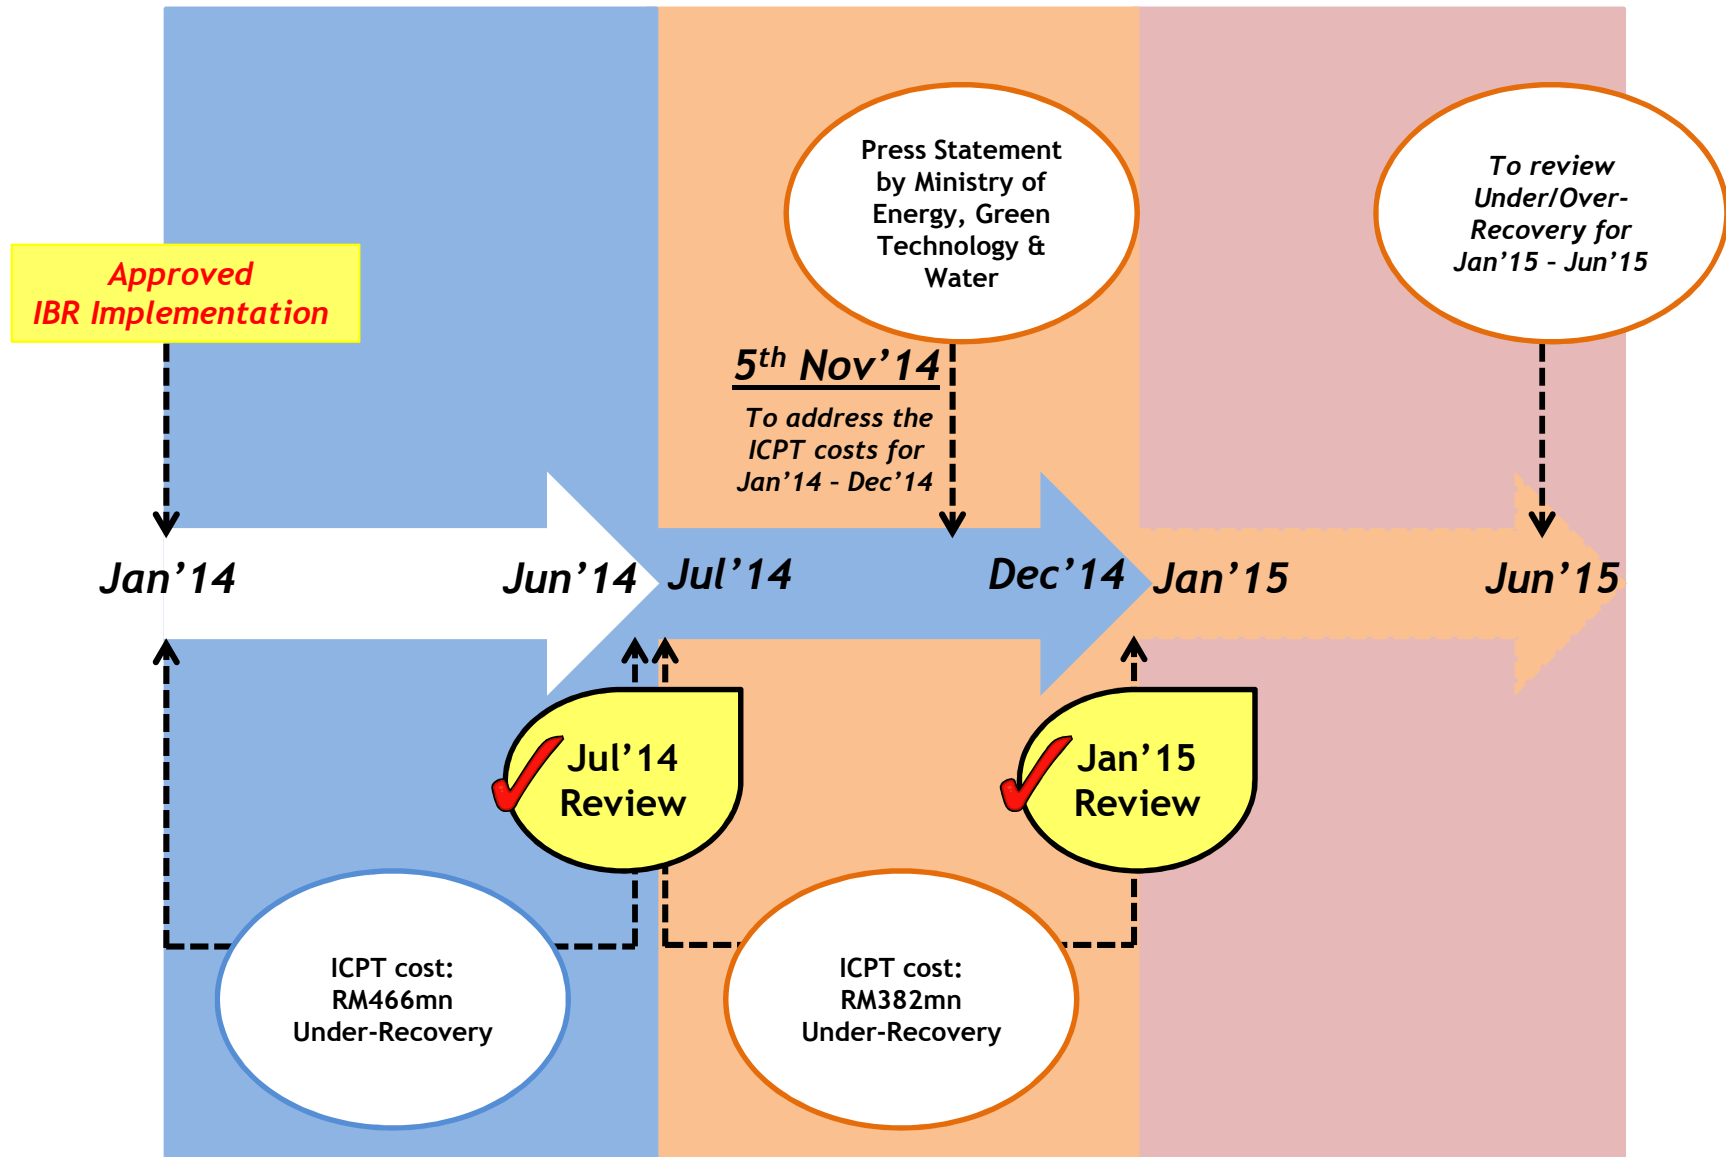 Press Statement
by Ministry of
Energy, Green
Technology &
Water
To review
Under/Over-
Recovery for
Jan’15 – Jun’15
Approved
IBR Implementation
5th Nov’14
To address the
ICPT costs for
Jan’14 – Dec’14
Jan’14
Jun’14
Jul’14
Dec’14
Jan’15
Jun’15
Jul’14
Review
Jan’15
Review
ICPT cost:
RM466mn
Under-Recovery
ICPT cost:
RM382mn
Under-Recovery